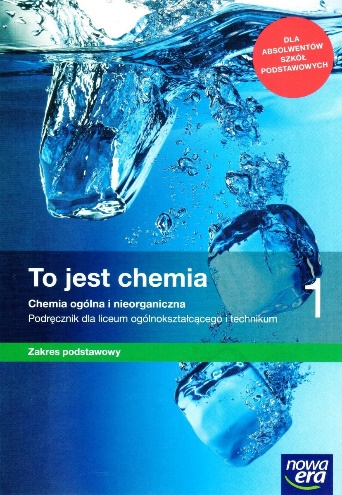 DLA
ABSOLWENTÓW
SZKÓŁ
PODSTAWOWYCH
To jest chemia
1
Chemia ogólna i nieorganiczna
Podręcznik dla liceum ogólnokształcącego i technikum
Zakres podstawowy
nowa
era